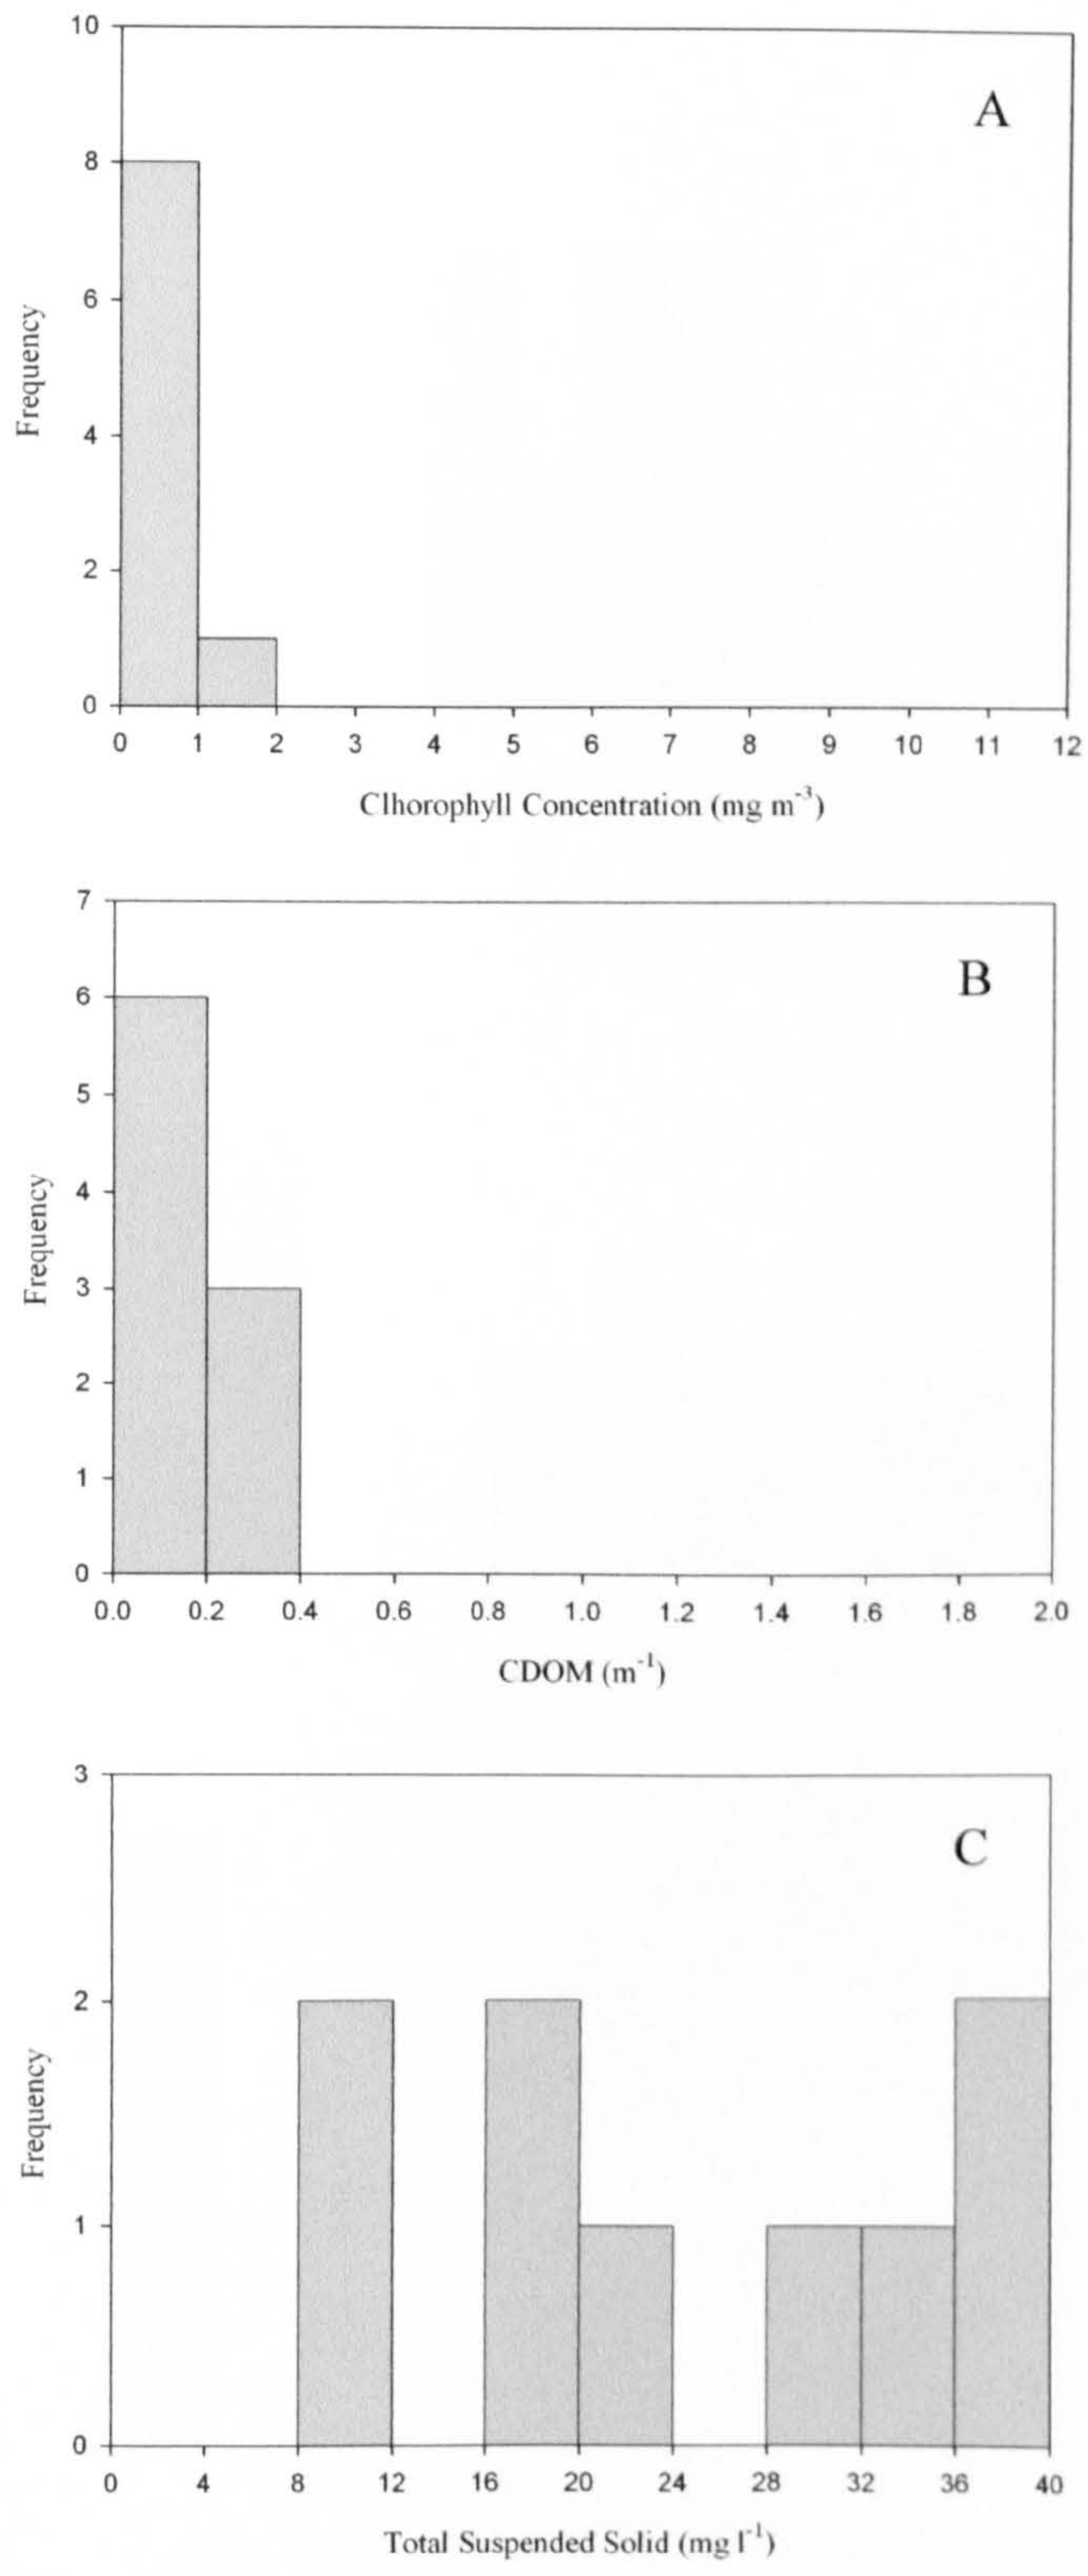 10
A
8
6
Frequency
4
2
0
0 1 2 3 4 5 6 7 8 9 10 11 12
Clhorophyll Concentration (mg m⁻³)
7
B
6
5
4
Frequency
3
2
1
0
0.0 0.2 0.4 0.6 0.8 1.0 1.2 1.4 1.6 1.8 2.0
CDOM (m⁻¹)
3
C
2
Frequency
1
0
0 4 8 12 16 20 24 28 32 36 40
Total Suspended Solid (mg l⁻¹)